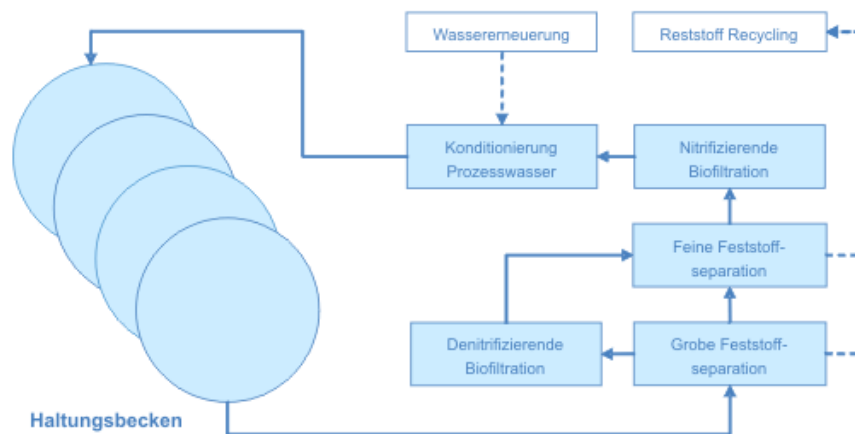 Wassererneuerung
Reststoff Recycling
Konditionierung
Prozesswasser
Nitrifizierende
Biofiltration
Feine Feststoff-
separation
Denitrifizierende
Biofiltration
Grobe Feststoff-
separation
Haltungsbecken